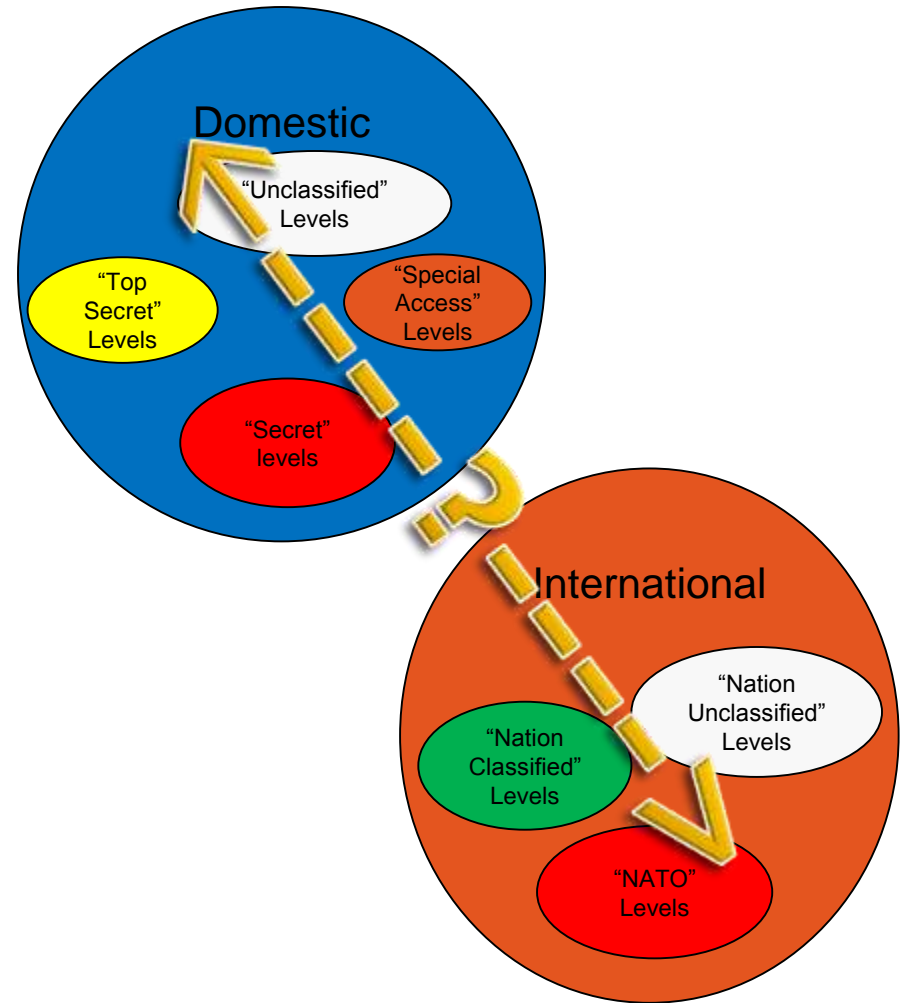 Domestic
“Unclassified”
Levels
“Top
Secret”
Levels
“Special
Access”
Levels
“Secret”
levels
?
International
“Nation
Unclassified”
Levels
“Nation
Classified”
Levels
“NATO”
Levels